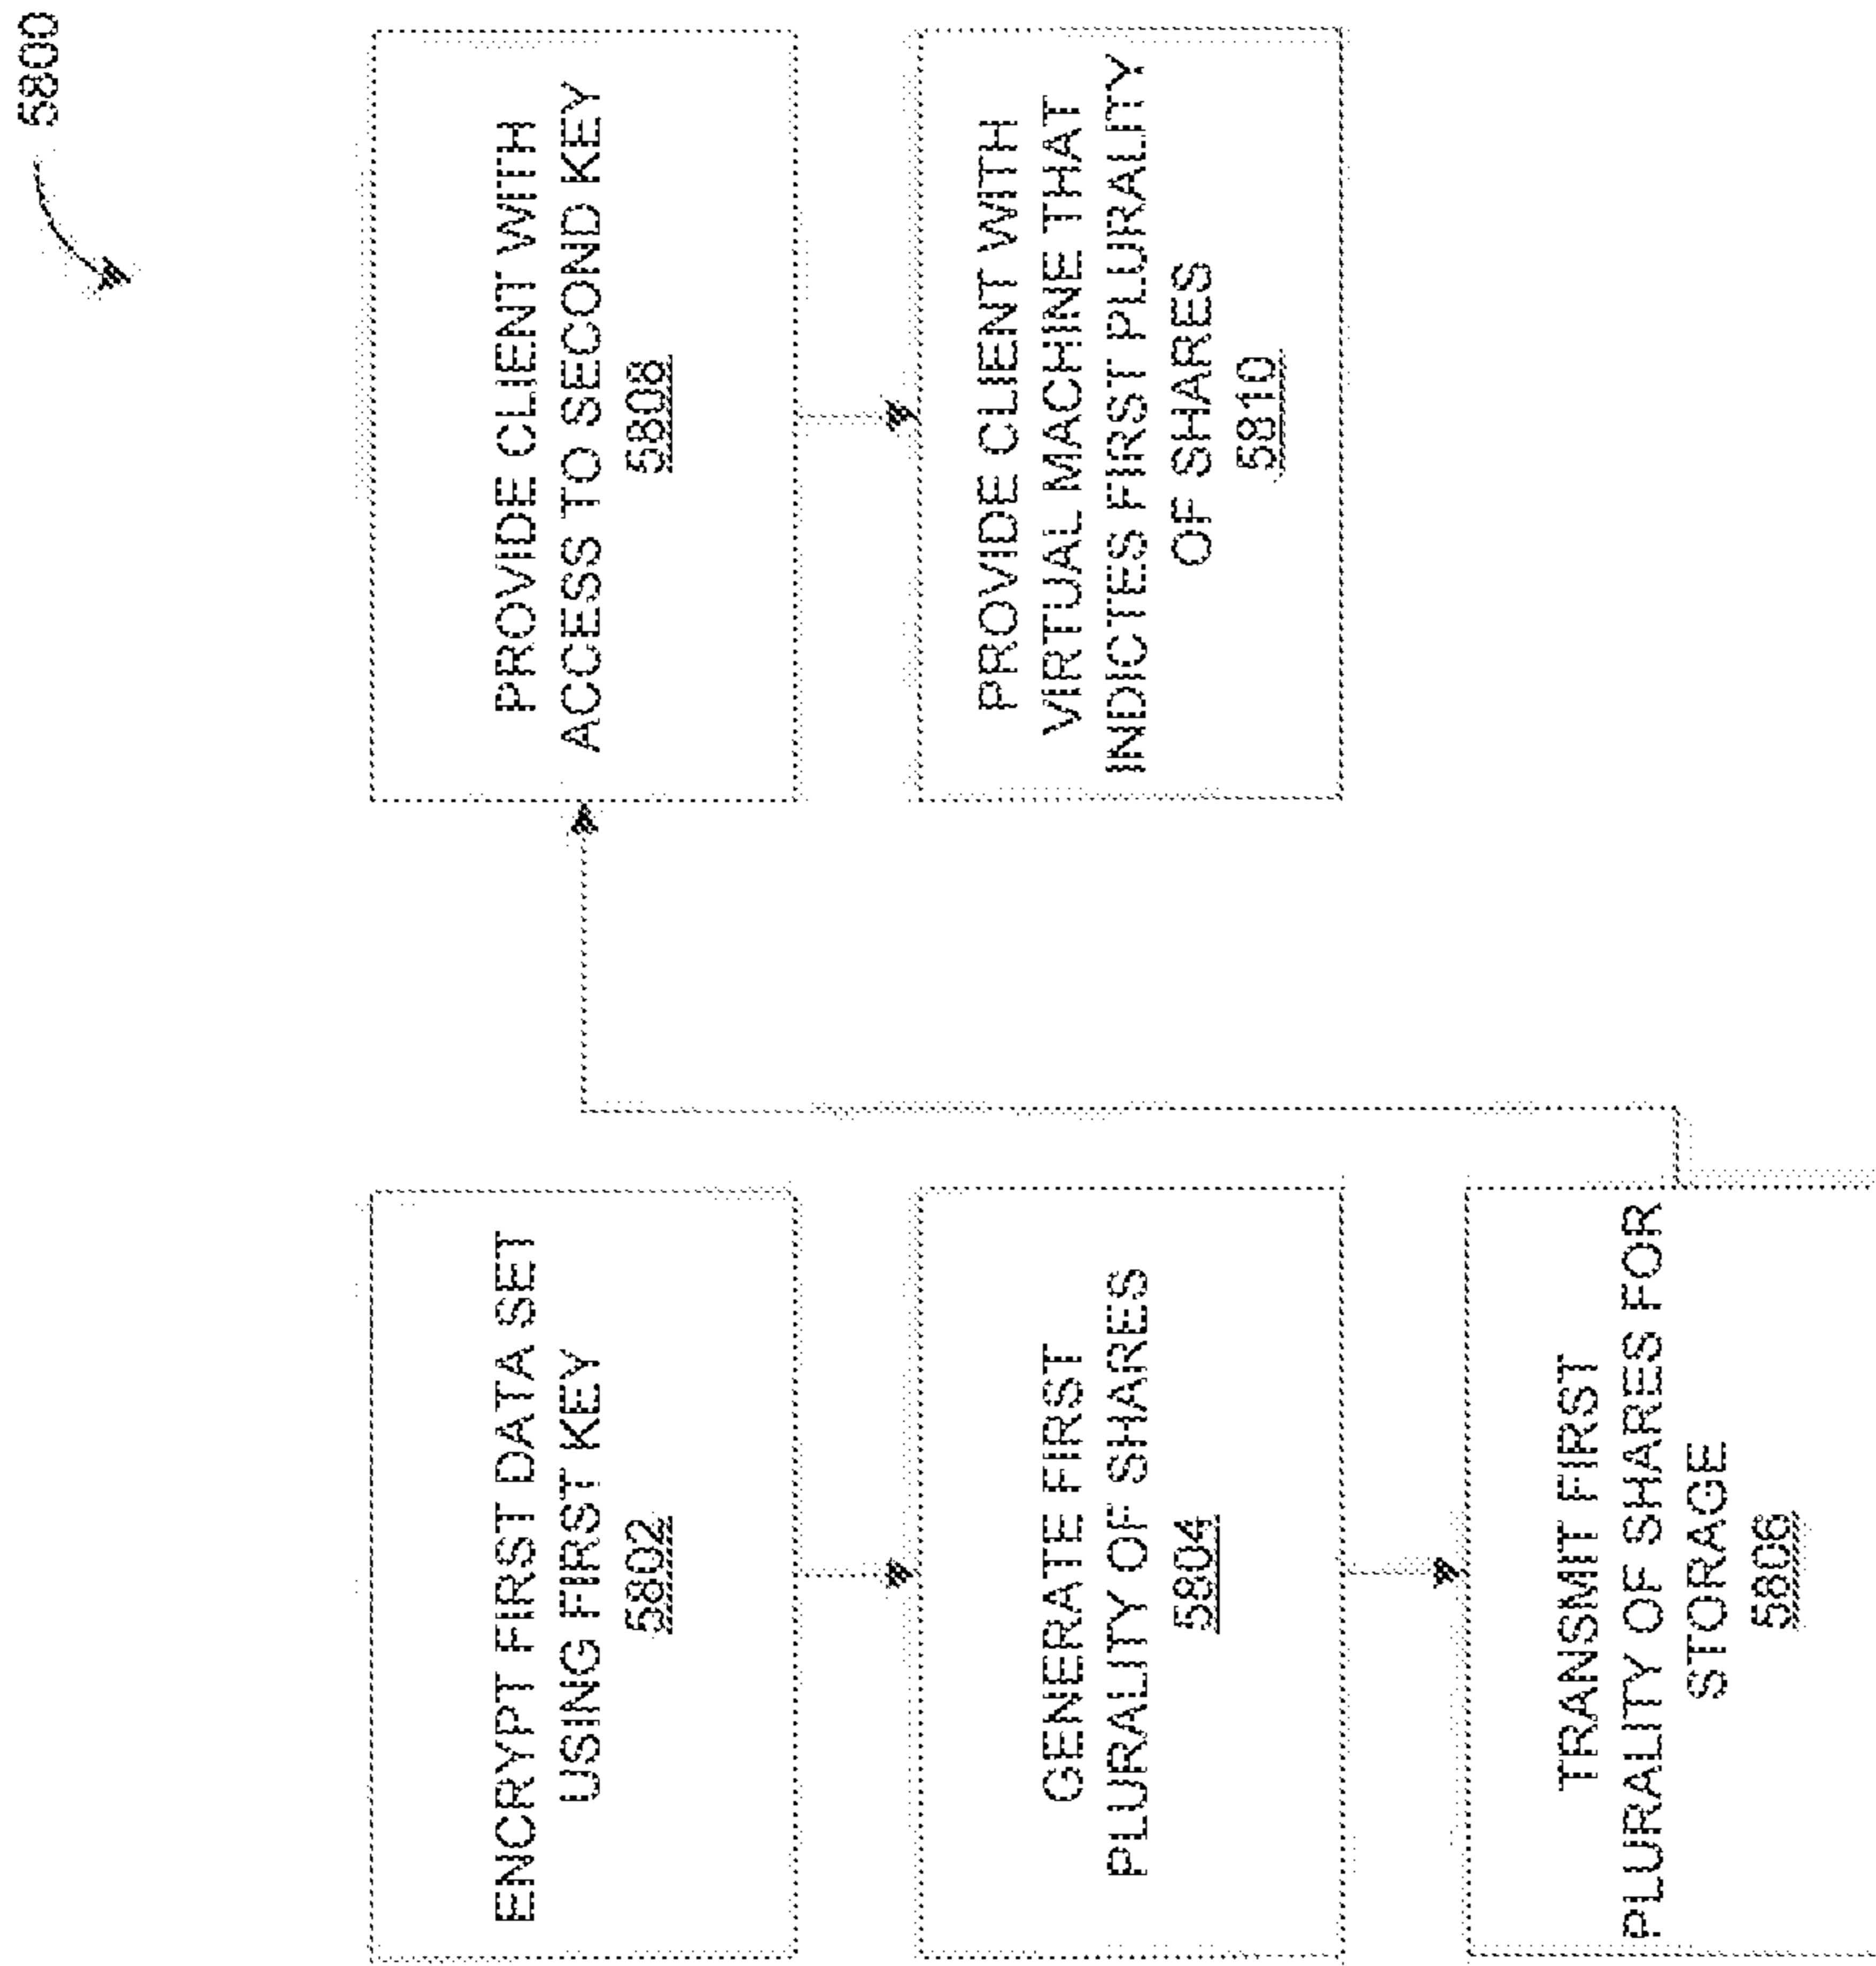 5800
ENCRYPT FIRST DATA SET
USING FIRST KEY
5802
GENERATE FIRST
PLURALITY OF SHARES
5804
TRANSMIT FIRST
PLURALITY OF SHARES FOR
STORAGE
5806
PROVIDE CLIENT WITH
ACCESS TO SECOND KEY
5808
PROVIDE CLIENT WITH
VIRTUAL MACHINE THAT
INDICTES FIRST PLURALITY
OF SHARES
5810